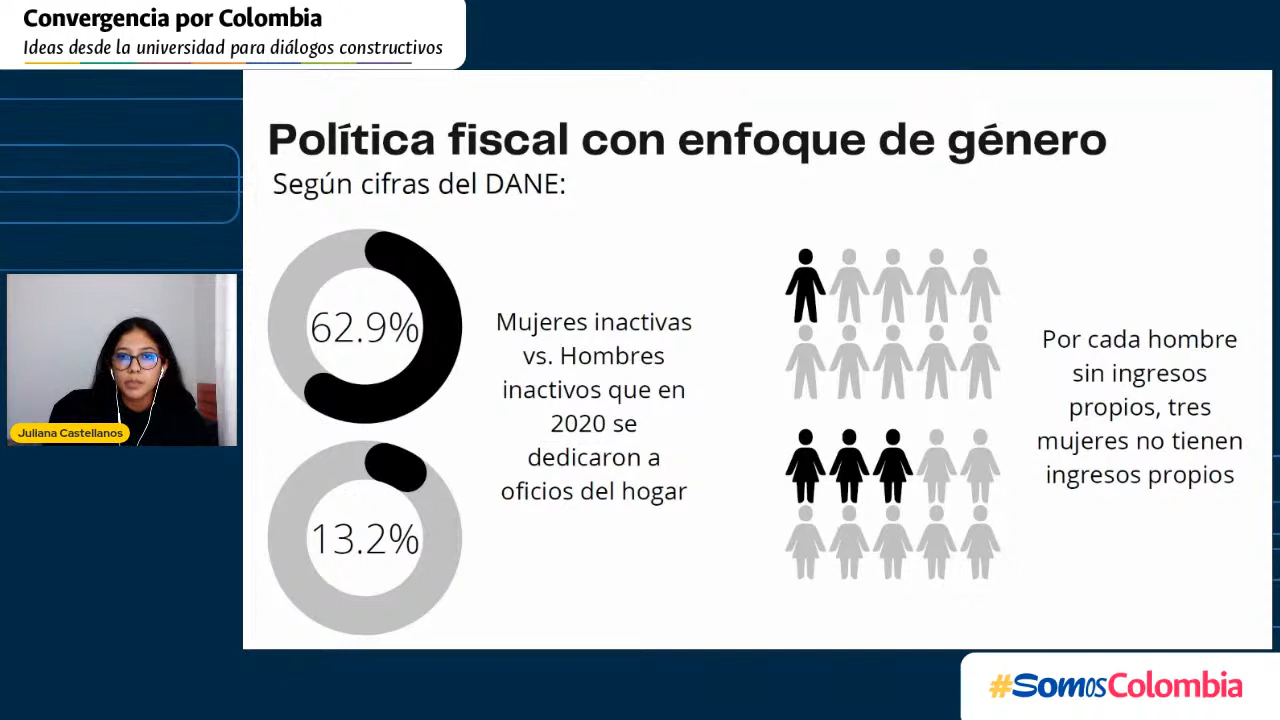 Convergencia por Colombia
Ideas desde la universidad para diálogos constructivos
Política fiscal con enfoque de género
Según cifras del DANE:
62.9%
13.2%
Mujeres inactivas
vs. Hombres
inactivos que en
2020 se
dedicaron a
oficios del hogar
Por cada hombre
sin ingresos
propios, tres
mujeres no tienen
ingresos propios
Juliana Castellanos
#SomosColombia